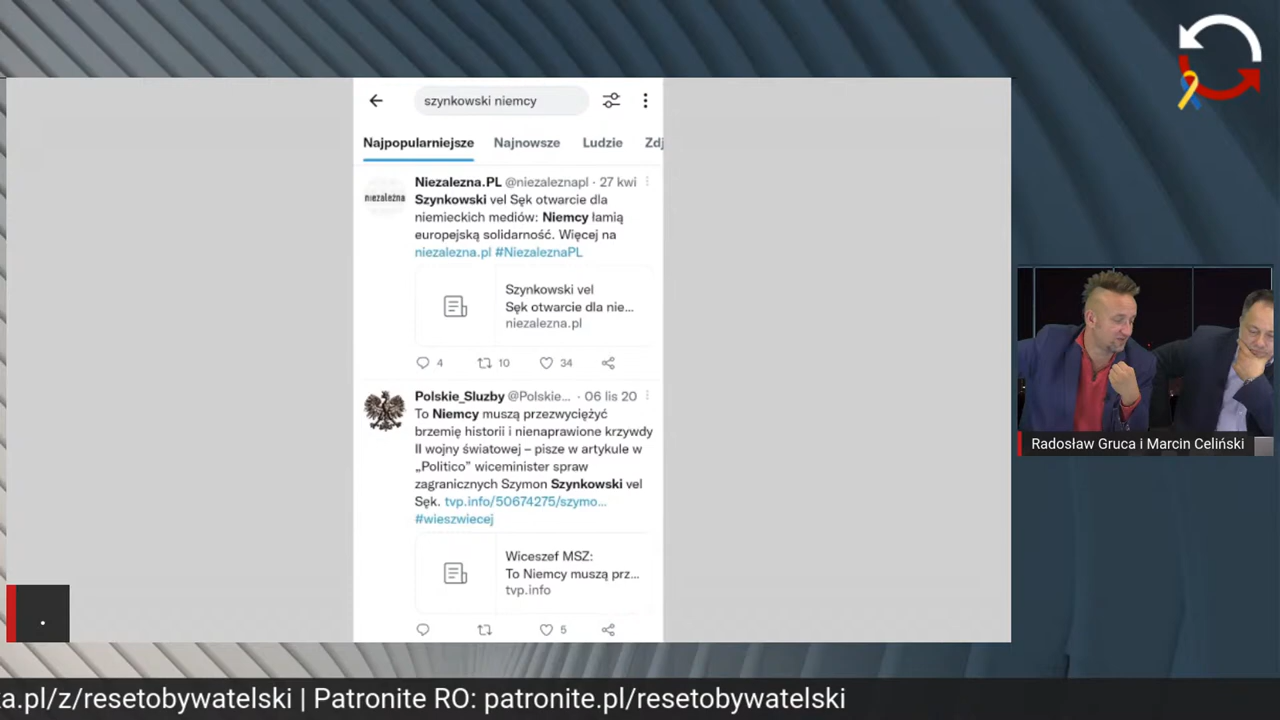 szynkowski niemcy
Najpopularniejsze Najnowsze Ludzie Zdj
Niezalezna.PL @niezaleznapl · 27 kwi
niezależna
Szynkowski vel Sęk otwarcie dla
niemieckich mediów: Niemcy łamią
europejską solidarność. Więcej na
niezalezna.pl #NiezaleznaPL
Szynkowski vel
Sęk otwarcie dla nie...
niezalezna.pl
4 10 34
Polskie_Sluzby @Polskie... · 06 lis 20
To Niemcy muszą przezwyciężyć
brzemię historii i nienaprawione krzywdy
II wojny światowej – pisze w artykule w
„Politico” wiceminister spraw
zagranicznych Szymon Szynkowski vel
Sęk. tvp.info/50674275/szymo...
#wieszwiecej
Wiceszef MSZ:
To Niemcy muszą prz...
tvp.info
5
Radosław Gruca i Marcin Celiński
.
ka.pl/z/resetobywatelski | Patronite RO: patronite.pl/resetobywatelski